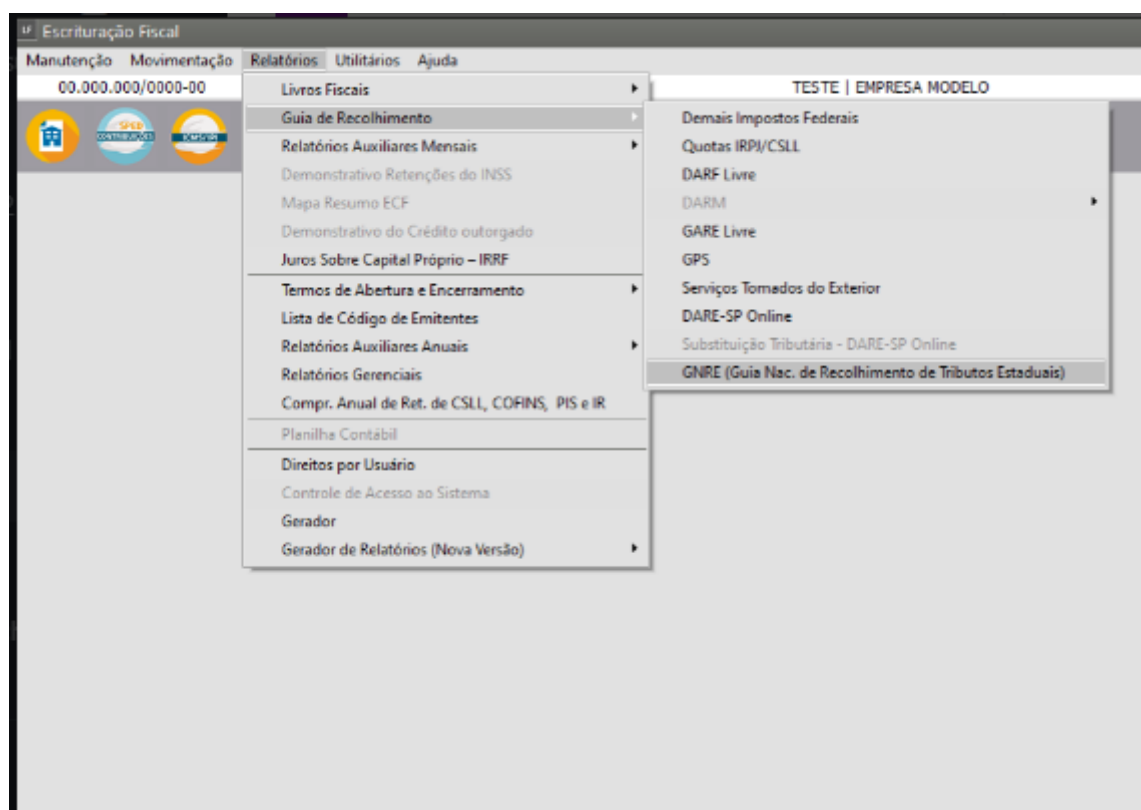 LF Escrituração Fiscal
Manutenção Movimentação Relatórios Utilitários Ajuda
00.000.000/0000-00 TESTE | EMPRESA MODELO
SPED
CONTRIBUIÇÕES
ICMS/IPI
Livros Fiscais
Guia de Recolhimento
Relatórios Auxiliares Mensais
Demonstrativo Retenções do INSS
Mapa Resumo ECF
Demonstrativo do Crédito outorgado
Juros Sobre Capital Próprio – IRRF
Termos de Abertura e Encerramento
Lista de Código de Emitentes
Relatórios Auxiliares Anuais
Relatórios Gerenciais
Compr. Anual de Ret. de CSLL, COFINS, PIS e IR
Planilha Contábil
Direitos por Usuário
Controle de Acesso ao Sistema
Gerador
Gerador de Relatórios (Nova Versão)
Demais Impostos Federais
Quotas IRPJ/CSLL
DARF Livre
DARM
GARE Livre
GPS
Serviços Tomados do Exterior
DARE-SP Online
Substituição Tributária - DARE-SP Online
GNRE (Guia Nac. de Recolhimento de Tributos Estaduais)